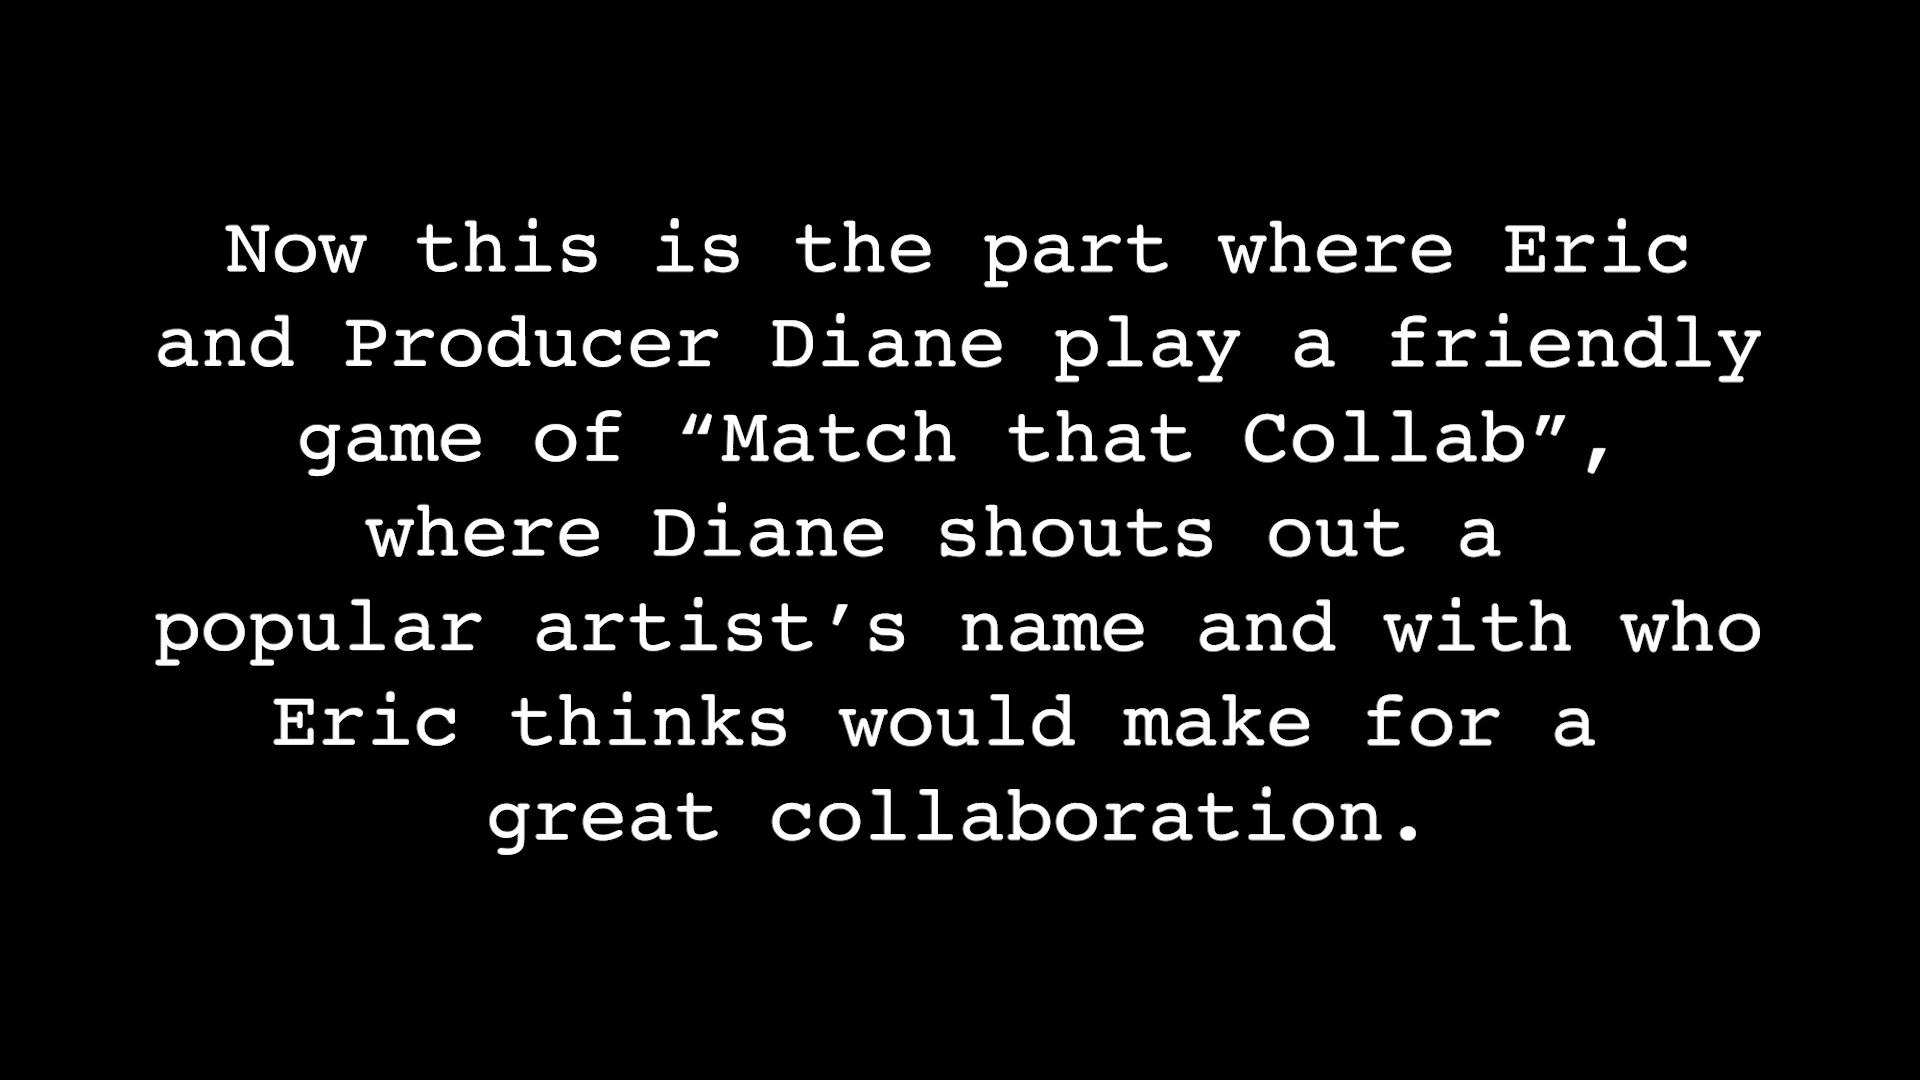 Now this is the part where Eric
and Producer Diane play a friendly
game of “Match that Collab”,
where Diane shouts out a
popular artist’s name and with who
Eric thinks would make for a
great collaboration.